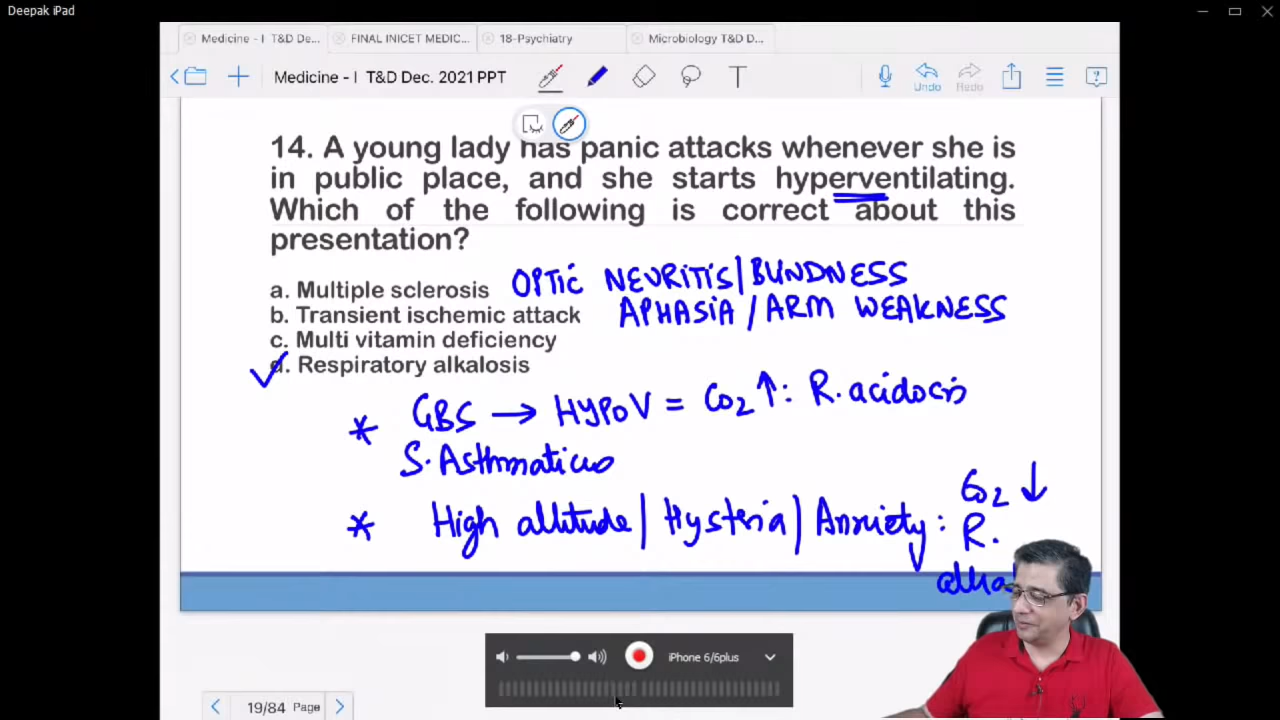 Deepak iPad
Medicine - I T&D De...
FINAL INICET MEDIC...
18-Psychiatry
Microbiology T&D D...
Medicine - I T&D Dec. 2021 PPT
T
Undo
Redo
14. A young lady has panic attacks whenever she is
in public place, and she starts hyperventilating.
Which of the following is correct about this
presentation?
a. Multiple sclerosis OPTIC NEURITIS/BLINDNESS
b. Transient ischemic attack APHASIA/ARM WEAKNESS
c. Multi vitamin deficiency
d. Respiratory alkalosis
* GBS → HYPOV = CO2 ↑: R. acidosis
S. Asthmaticus
* High altitude/Hysteria/Anxiety: CO2 ↓
R.
iPhone 6/6plus
19/84 Page